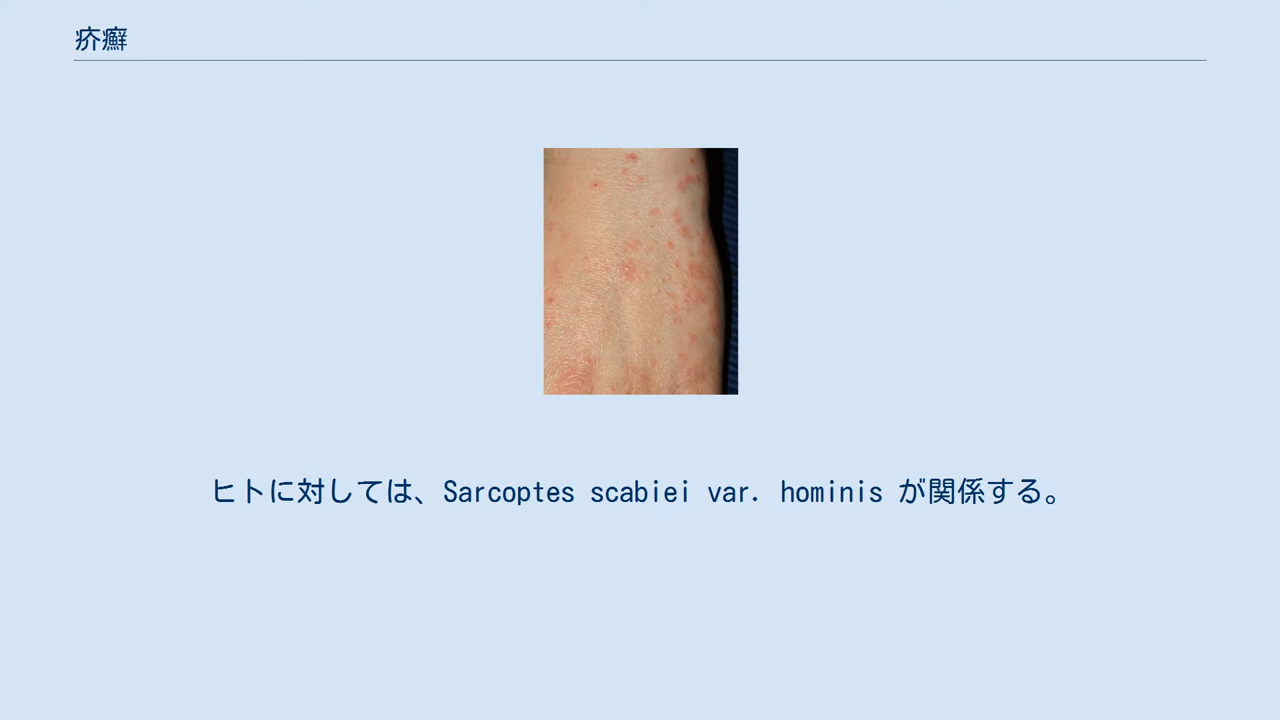 疥癬
ヒトに対しては、Sarcoptes scabiei var. hominis が関係する。